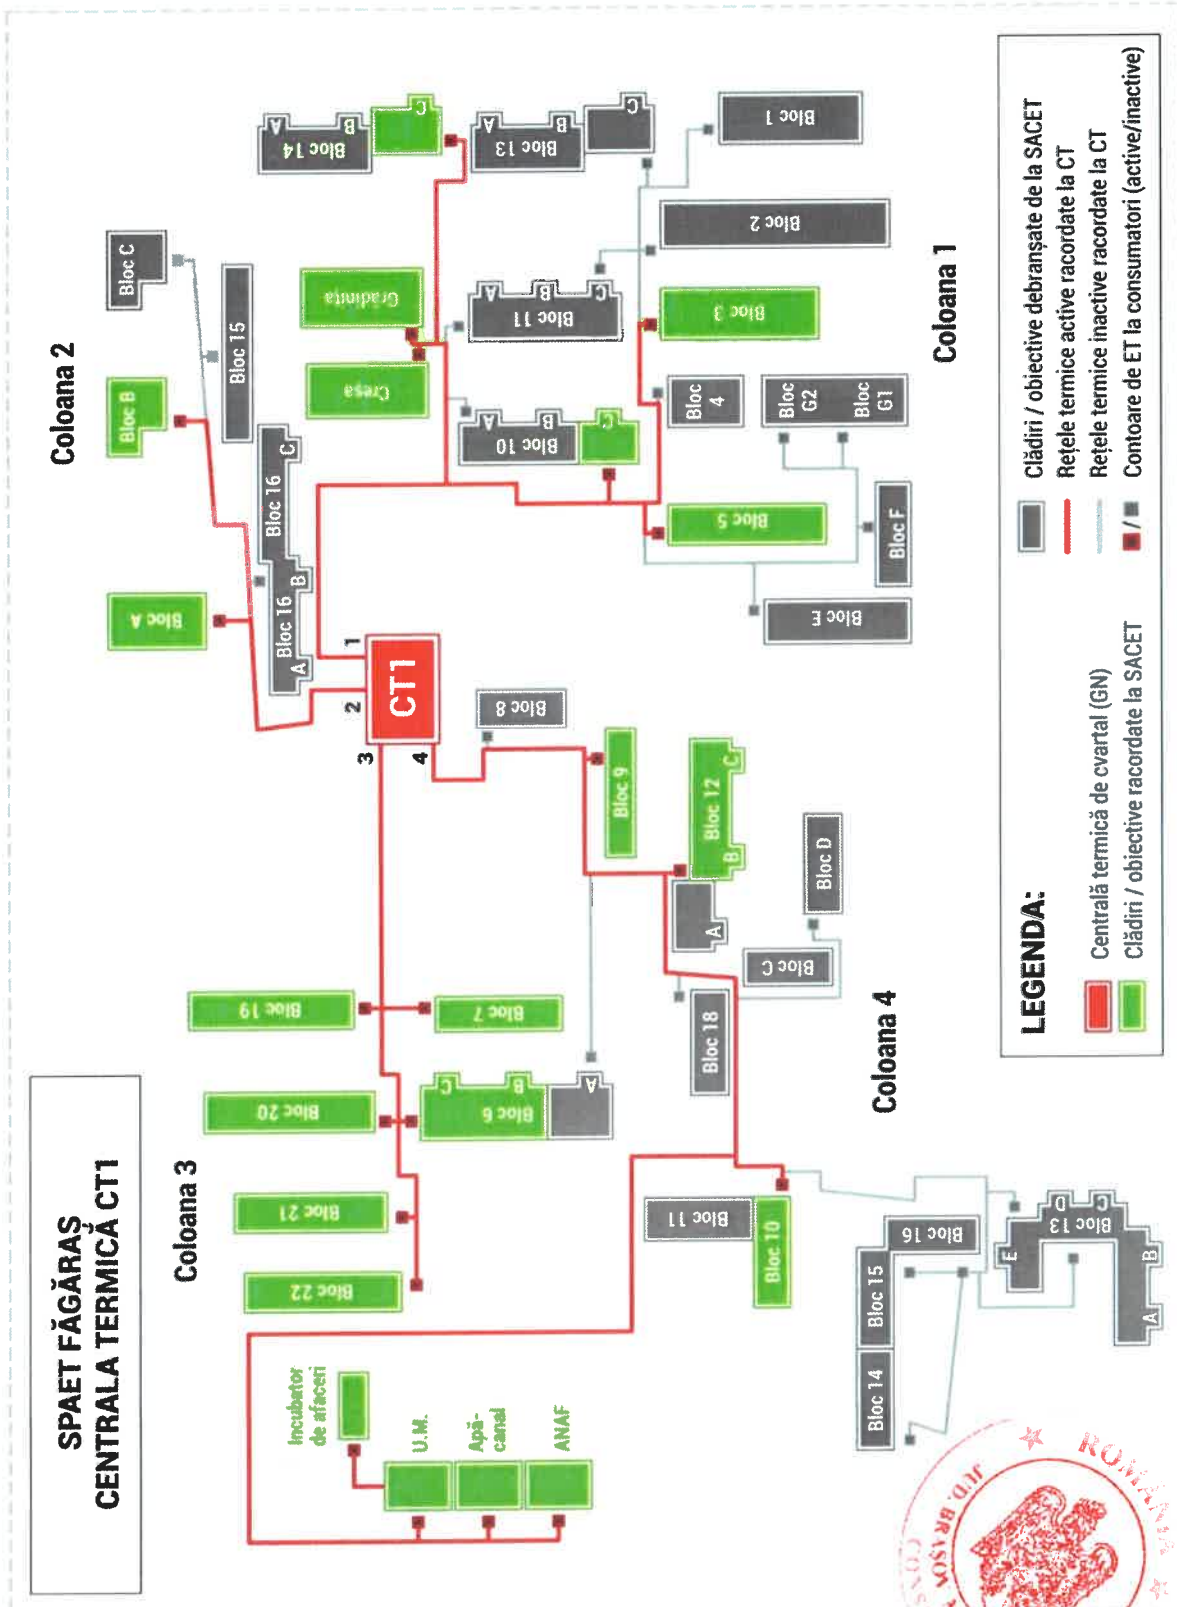 SPAET FĂGĂRAȘ
CENTRALA TERMICĂ CT1
Coloana 3
Bloc 22
Bloc 21
Bloc 20
Bloc 19
Bloc 7
Bloc 6
C
B
A
Incubator
de afaceri
U.M.
Apă-
canal
ANAF
Coloana 2
Bloc A
Bloc B
Bloc C
Bloc 15
Bloc 16
Bloc 16
A
B
C
CT1
1
2
3
4
Bloc 14
A
B
C
Bloc 13
A
B
C
Gradinița
Creșa
Bloc 11
A
B
C
Bloc 10
A
B
C
Bloc 1
Bloc 2
Bloc 3
Bloc 4
Bloc 5
Bloc
G2
Bloc
G1
Bloc F
Bloc E
Coloana 1
Bloc 8
Bloc 9
Bloc 12
A
B
C
Bloc D
Bloc C
Bloc 18
Coloana 4
Bloc 11
Bloc 10
Bloc 16
Bloc 15
Bloc 14
Bloc 13
A
B
C
D
E
LEGENDA:
Centrală termică de cvartal (GN)
Clădiri / obiective racordate la SACET
Clădiri / obiective debranșate de la SACET
Rețele termice active racordate la CT
Rețele termice inactive racordate la CT
Contoare de ET la consumatori (active/inactive)
ROMÂNIA
JUD. BRAȘOV